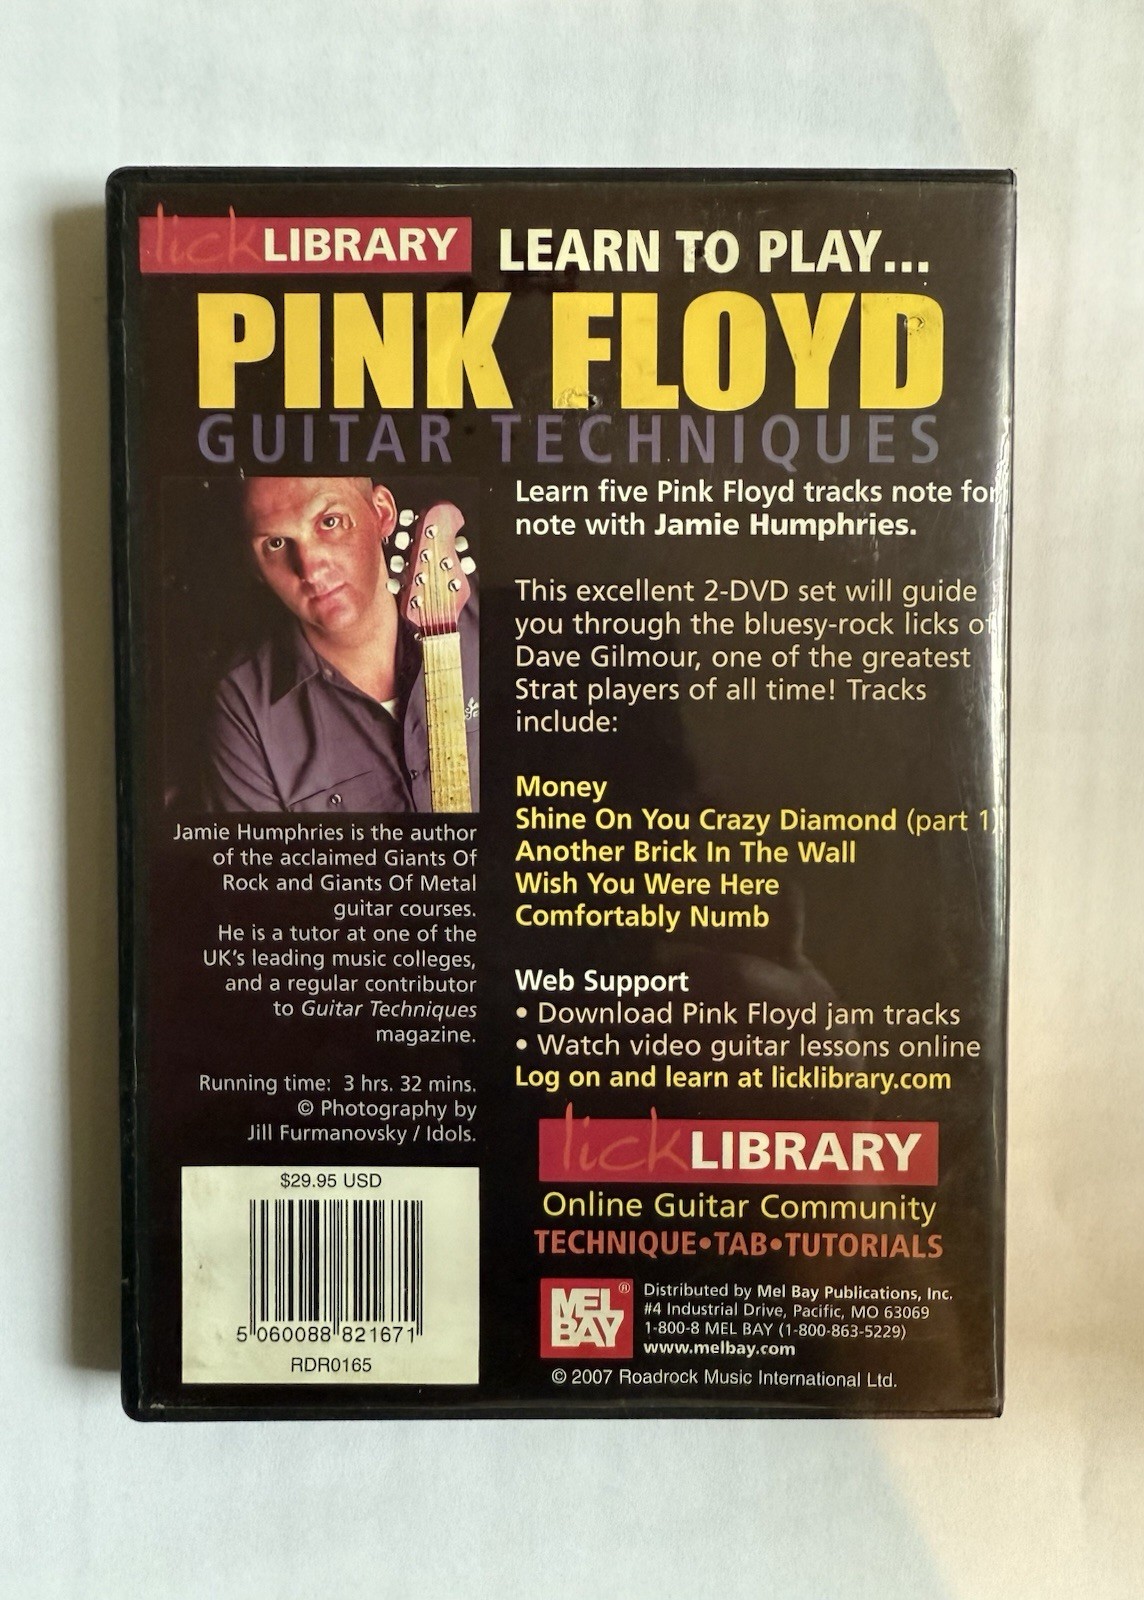 lick LIBRARY LEARN TO PLAY...
PINK FLOYD
GUITAR TECHNIQUES
Learn five Pink Floyd tracks note for
note with Jamie Humphries.
This excellent 2-DVD set will guide
you through the bluesy-rock licks of
Dave Gilmour, one of the greatest
Strat players of all time! Tracks
include:
Money
Shine On You Crazy Diamond (part 1)
Another Brick In The Wall
Wish You Were Here
Comfortably Numb
Web Support
• Download Pink Floyd jam tracks
• Watch video guitar lessons online
Log on and learn at licklibrary.com
Jamie Humphries is the author
of the acclaimed Giants Of
Rock and Giants Of Metal
guitar courses.
He is a tutor at one of the
UK's leading music colleges,
and a regular contributor
to Guitar Techniques
magazine.
Running time: 3 hrs. 32 mins.
© Photography by
Jill Furmanovsky / Idols.
$29.95 USD
5 060088 821671
RDR0165
lick LIBRARY
Online Guitar Community
TECHNIQUE•TAB•TUTORIALS
MEL
BAY®
Distributed by Mel Bay Publications, Inc.
#4 Industrial Drive, Pacific, MO 63069
1-800-8 MEL BAY (1-800-863-5229)
www.melbay.com
© 2007 Roadrock Music International Ltd.